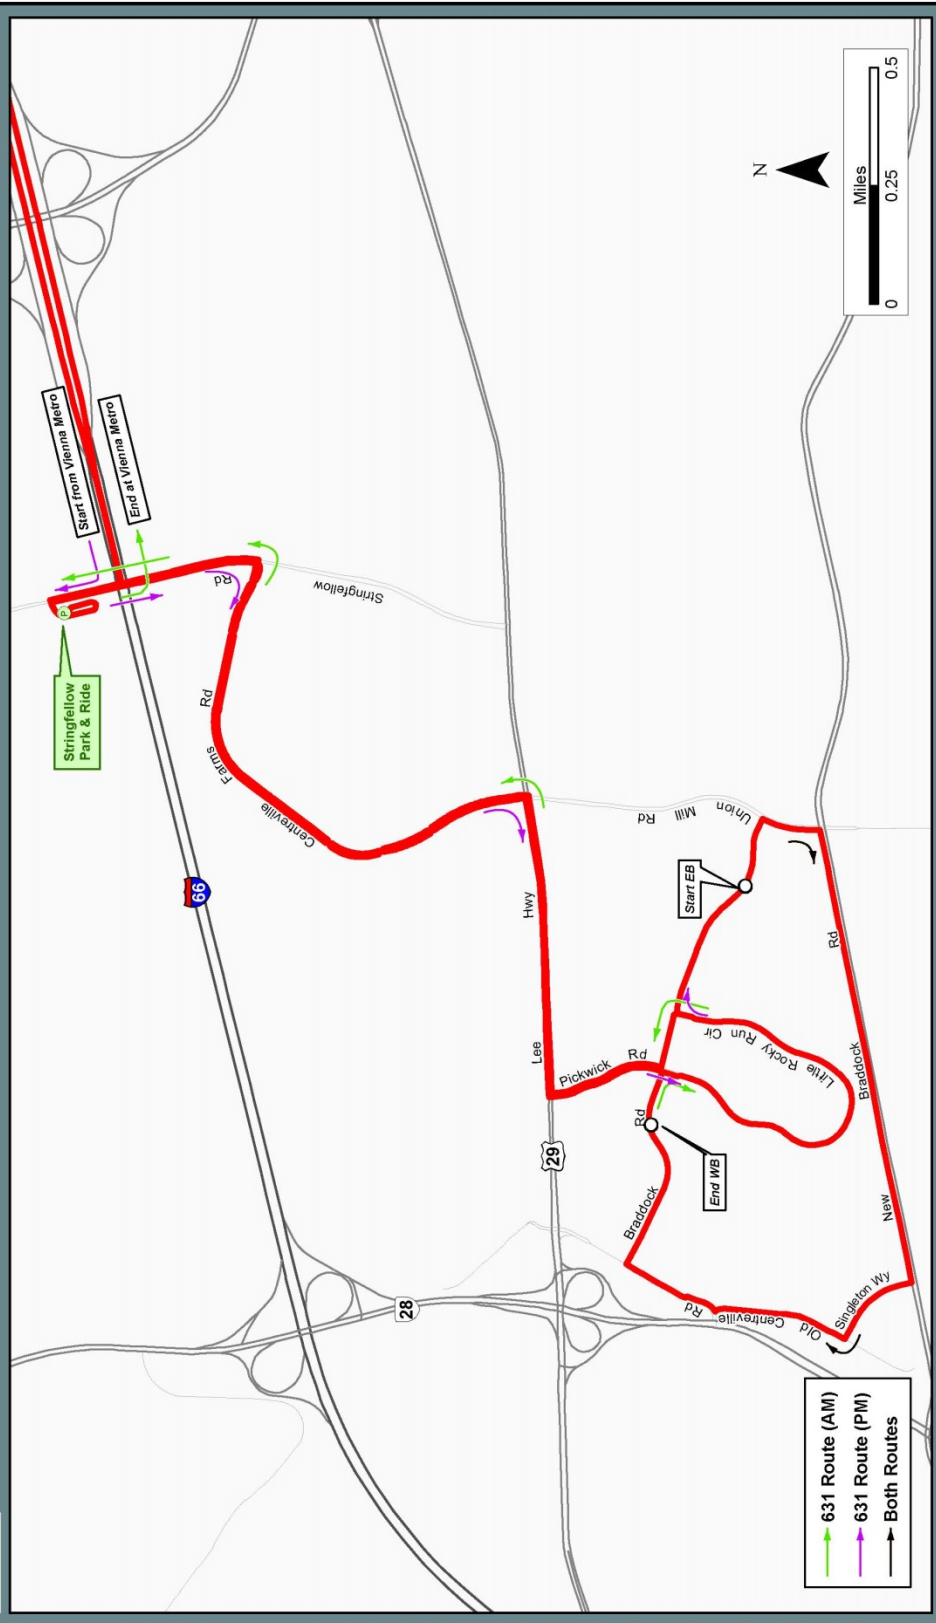 Start from Vienna Metro
End at Vienna Metro
Stringfellow
Park & Ride
P
Rd
Stringfellow
Rd
Farms
Centreville
66
N
Miles
0
0.25
0.5
Hwy
Lee
29
28
Union
Mill
Rd
Start EB
Pickwick
Rd
Little Rocky Run Cir
Rd
Braddock
End WB
Rd
Braddock
New
Singleton Wy
Old
Centreville
Rd
631 Route (AM)
631 Route (PM)
Both Routes